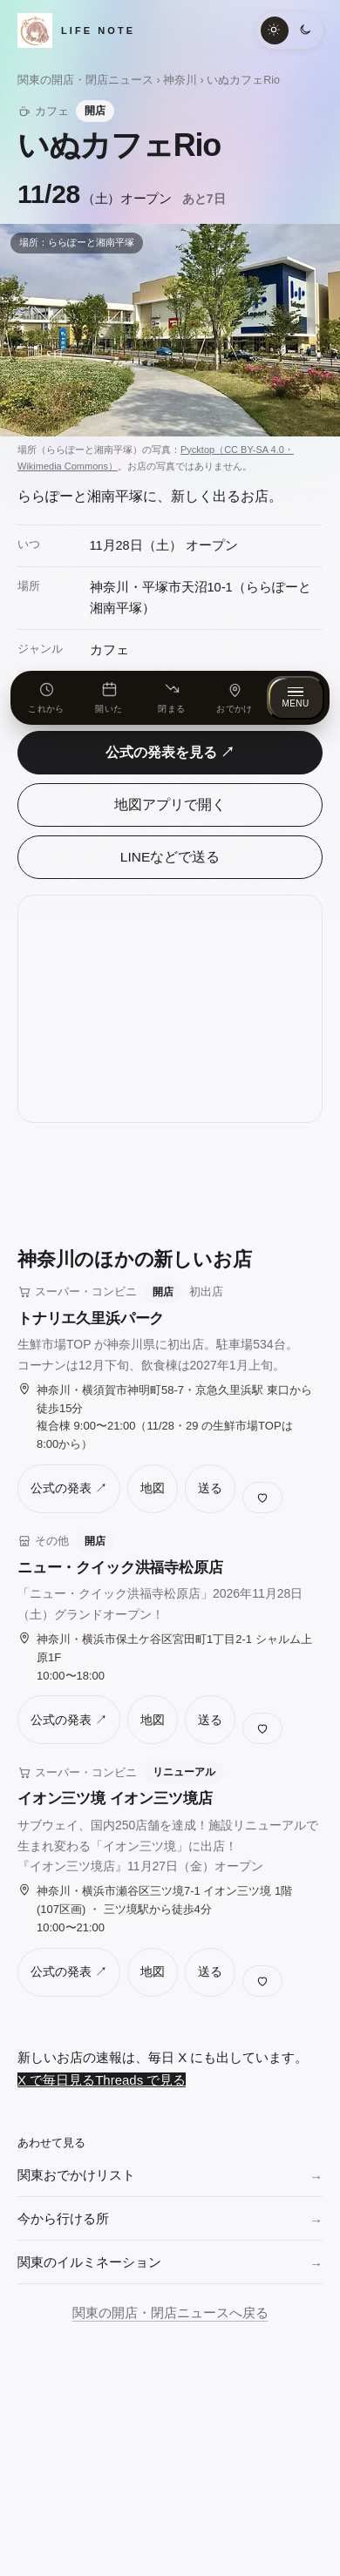 LIFE NOTE
関東の開店・閉店ニュース › 神奈川 › いぬカフェRio
カフェ 開店
いぬカフェRio
11/28（土）オープン あと7日
場所：ららぽーと湘南平塚
場所（ららぽーと湘南平塚）の写真：Pycktop（CC BY-SA 4.0・
Wikimedia Commons）。お店の写真ではありません。
ららぽーと湘南平塚に、新しく出るお店。
いつ 11月28日（土） オープン
場所 神奈川・平塚市天沼10-1（ららぽーと
湘南平塚）
ジャンル カフェ
これから 開いた 閉まる おでかけ MENU
公式の発表を見る ↗
地図アプリで開く
LINEなどで送る
神奈川のほかの新しいお店
スーパー・コンビニ 開店 初出店
トナリエ久里浜パーク
生鮮市場TOP が神奈川県に初出店。駐車場534台。
コーナンは12月下旬、飲食棟は2027年1月上旬。
神奈川・横須賀市神明町58-7・京急久里浜駅 東口から
徒歩15分
複合棟 9:00〜21:00（11/28・29 の生鮮市場TOPは
8:00から）
公式の発表 ↗ 地図 送る
その他 開店
ニュー・クイック洪福寺松原店
「ニュー・クイック洪福寺松原店」2026年11月28日
（土）グランドオープン！
神奈川・横浜市保土ケ谷区宮田町1丁目2-1 シャルム上
原1F
10:00〜18:00
公式の発表 ↗ 地図 送る
スーパー・コンビニ リニューアル
イオン三ツ境 イオン三ツ境店
サブウェイ、国内250店舗を達成！施設リニューアルで
生まれ変わる「イオン三ツ境」に出店！
『イオン三ツ境店』11月27日（金）オープン
神奈川・横浜市瀬谷区三ツ境7-1 イオン三ツ境 1階
(107区画) ・ 三ツ境駅から徒歩4分
10:00〜21:00
公式の発表 ↗ 地図 送る
新しいお店の速報は、毎日 X にも出しています。
X で毎日見るThreads で見る
あわせて見る
関東おでかけリスト →
今から行ける所 →
関東のイルミネーション →
関東の開店・閉店ニュースへ戻る